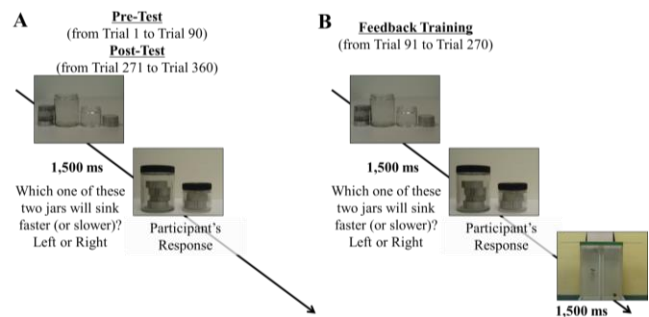 A
Pre-Test
(from Trial 1 to Trial 90)
Post-Test
(from Trial 271 to Trial 360)
1,500 ms
Which one of these
two jars will sink
faster (or slower)?
Left or Right
Participant's
Response
B
Feedback Training
(from Trial 91 to Trial 270)
1,500 ms
Which one of these
two jars will sink
faster (or slower)?
Left or Right
Participant's
Response
1,500 ms